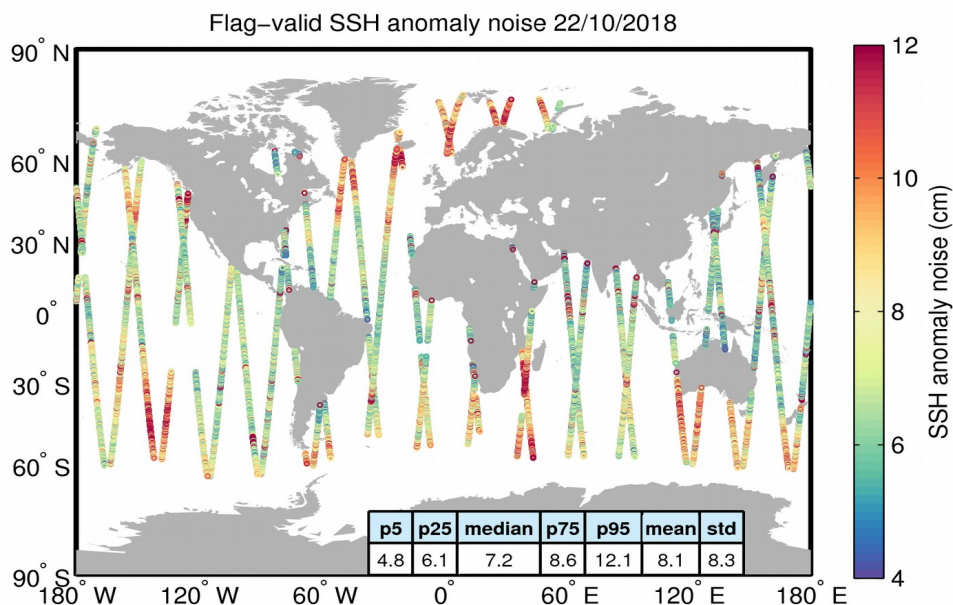 Flag−valid SSH anomaly noise 22/10/2018
90° N
60° N
30° N
0°
30° S
60° S
90° S
180° W
120° W
60° W
0°
60° E
120° E
180° E
p5 p25 median p75 p95 mean std
4.8 6.1 7.2 8.6 12.1 8.1 8.3
12
10
8
6
4
SSH anomaly noise (cm)